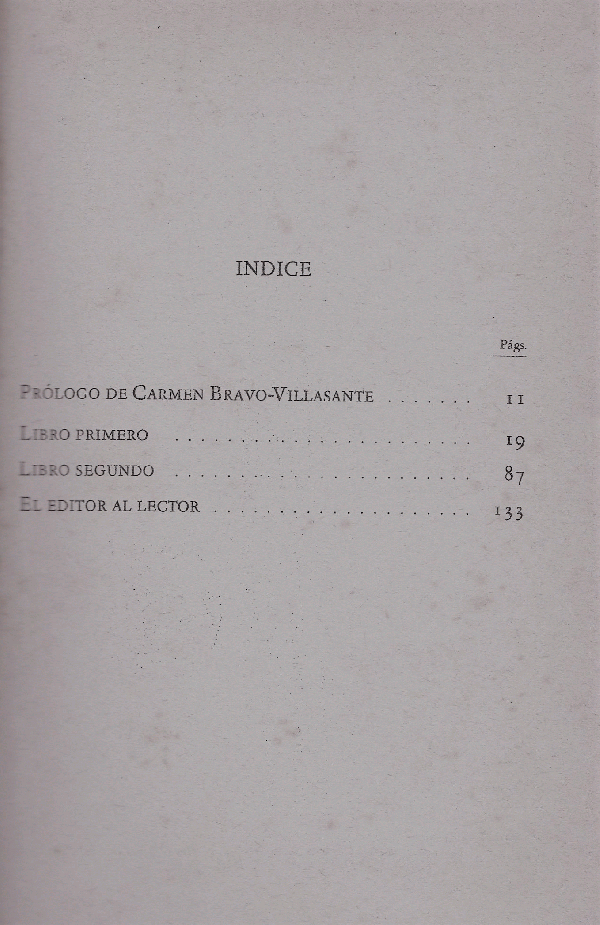 INDICE
Págs.
PRÓLOGO DE CARMEN BRAVO-VILLASANTE ....... 11
LIBRO PRIMERO ...................... 19
LIBRO SEGUNDO ...................... 87
EL EDITOR AL LECTOR .................... 133